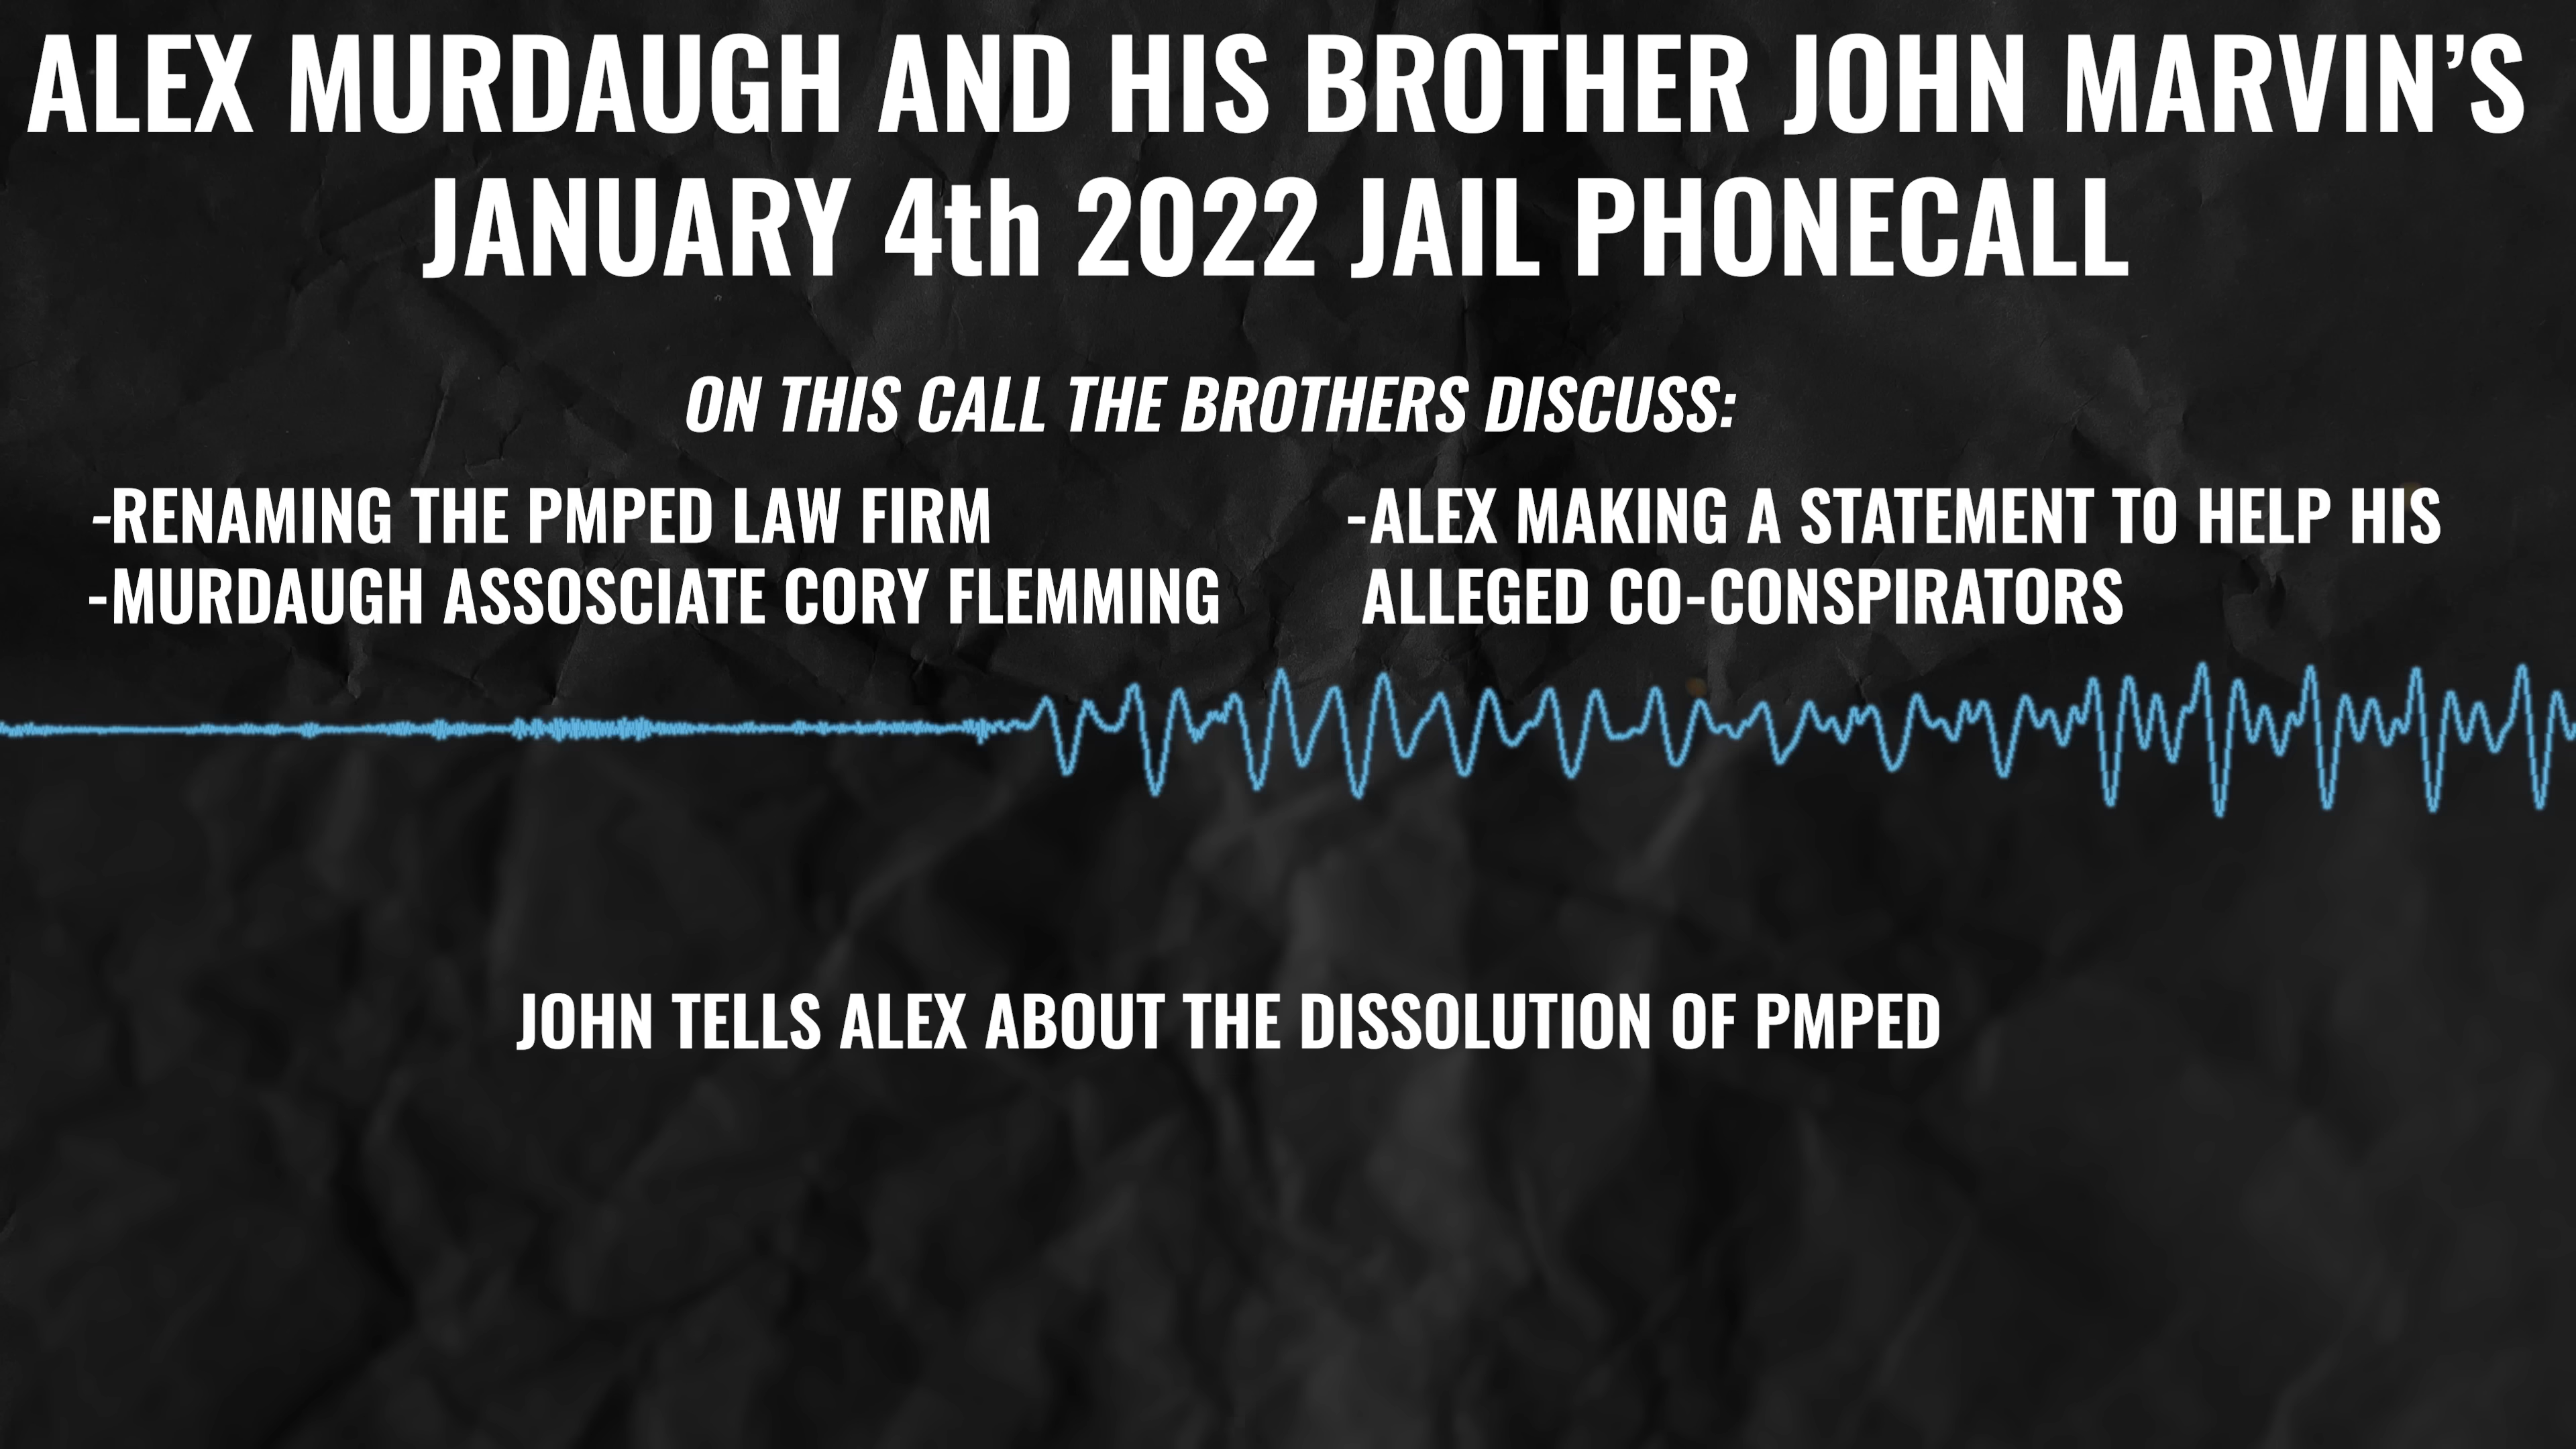 ALEX MURDAUGH AND HIS BROTHER JOHN MARVIN’S
JANUARY 4th 2022 JAIL PHONECALL
ON THIS CALL THE BROTHERS DISCUSS:
-RENAMING THE PMPED LAW FIRM
-MURDAUGH ASSOSCIATE CORY FLEMMING
-ALEX MAKING A STATEMENT TO HELP HIS
ALLEGED CO-CONSPIRATORS
JOHN TELLS ALEX ABOUT THE DISSOLUTION OF PMPED